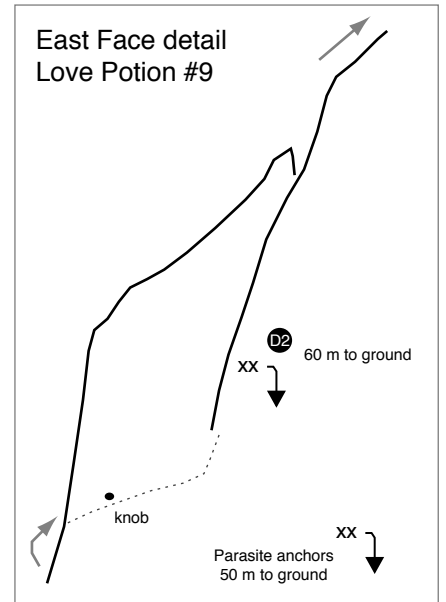 East Face detail
Love Potion #9
D2
60 m to ground
xx
knob
xx
Parasite anchors
50 m to ground